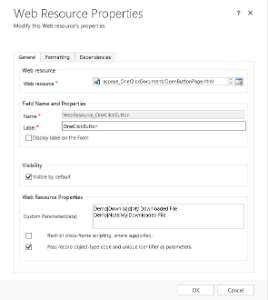 Web Resource Properties
? ×
Modify this Web resource's properties.
General Formatting Dependencies
Web resource
Web resource * aspose_OneClickDocument/OpenButtonPage.html
Field Name and Properties
Name * WebResource_OneClickButton
Label * OneClickButton
Display label on the Form
Visibility
Visible by default
Web Resource Properties
Custom Parameter(data)
Demo|Download|My Downloaded File
Demo|Note|My Downloaded File
Restrict cross-frame scripting, where supported.
Pass record object-type code and unique identifier as parameters.
OK Cancel